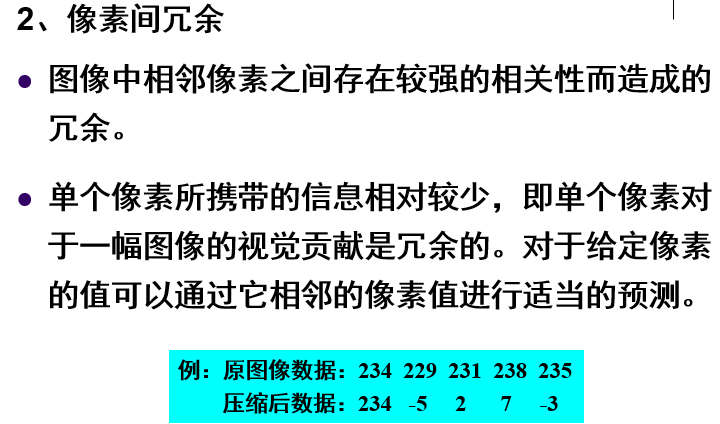 2、像素间冗余
● 图像中相邻像素之间存在较强的相关性而造成的
冗余。
● 单个像素所携带的信息相对较少，即单个像素对
于一幅图像的视觉贡献是冗余的。对于给定像素
的值可以通过它相邻的像素值进行适当的预测。
例：原图像数据：234 229 231 238 235
压缩后数据：234 -5 2 7 -3